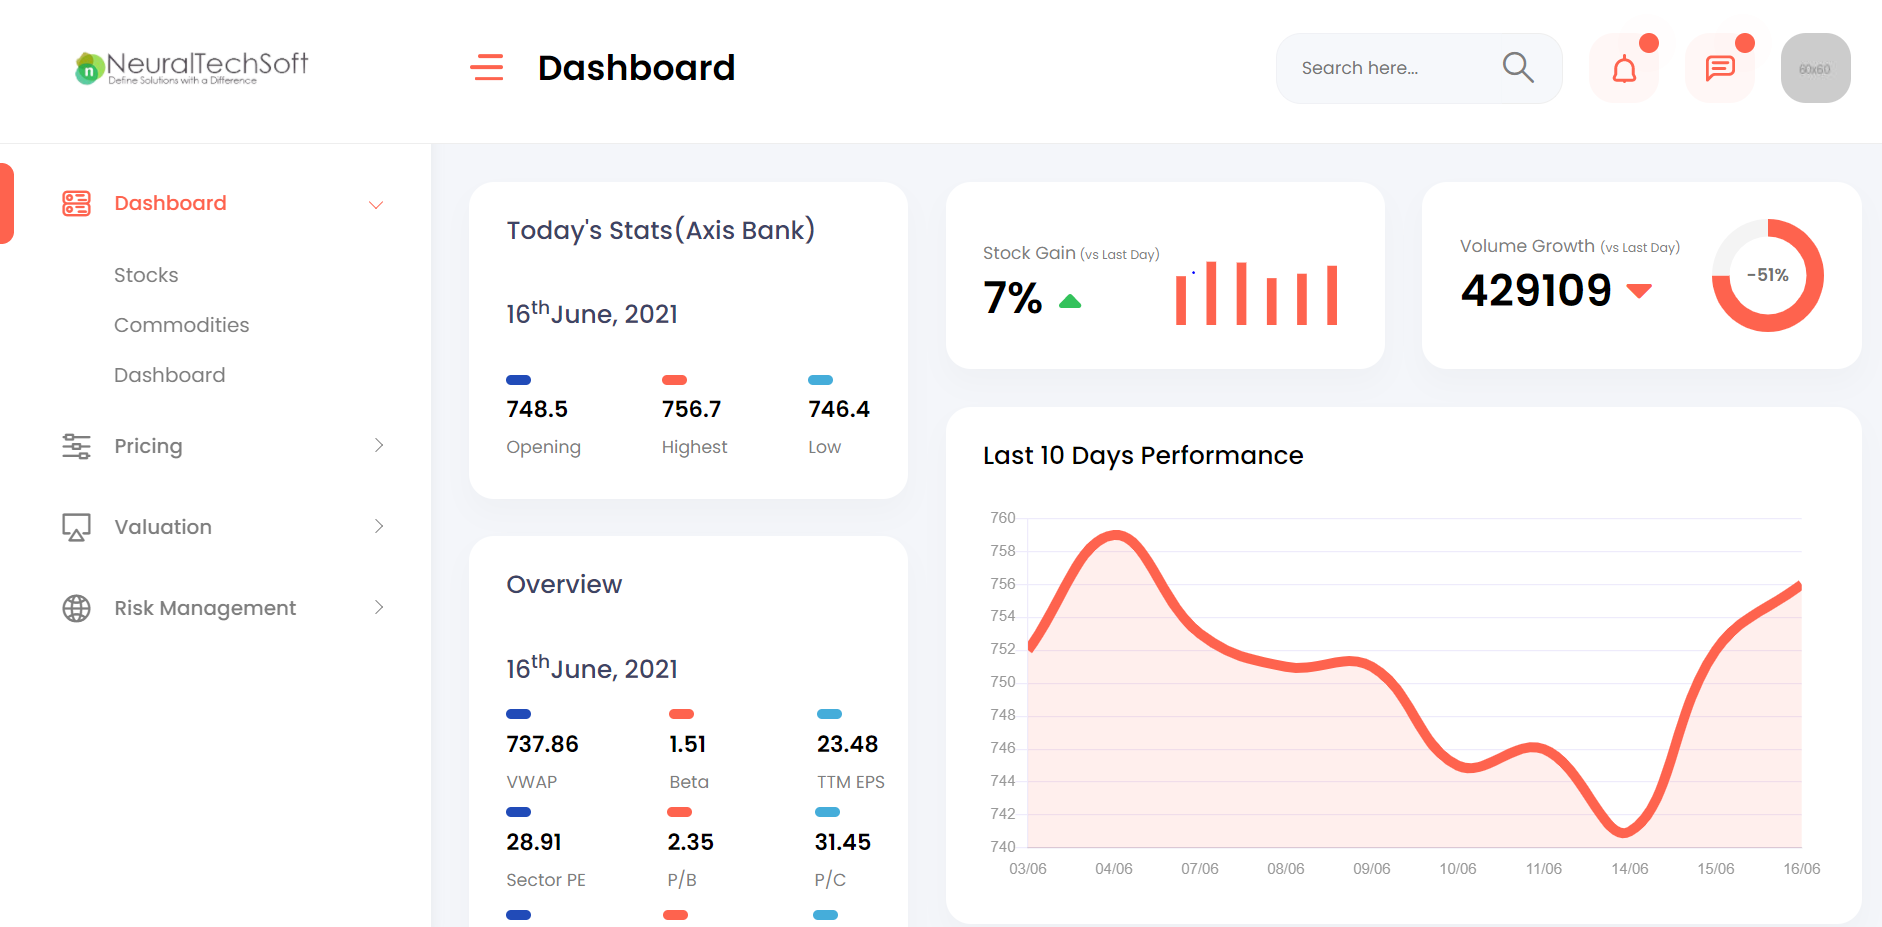 NeuralTechSoft
Define Solutions with a Difference
Dashboard
Search here...
60x60
Dashboard
Stocks
Commodities
Dashboard
Pricing
Valuation
Risk Management
Today's Stats(Axis Bank)
16th June, 2021
748.5 756.7 746.4
Opening Highest Low
Overview
16th June, 2021
737.86 1.51 23.48
VWAP Beta TTM EPS
28.91 2.35 31.45
Sector PE P/B P/C
Stock Gain (vs Last Day)
7%
Volume Growth (vs Last Day)
429109
-51%
Last 10 Days Performance
760
758
756
754
752
750
748
746
744
742
740
03/06 04/06 07/06 08/06 09/06 10/06 11/06 14/06 15/06 16/06